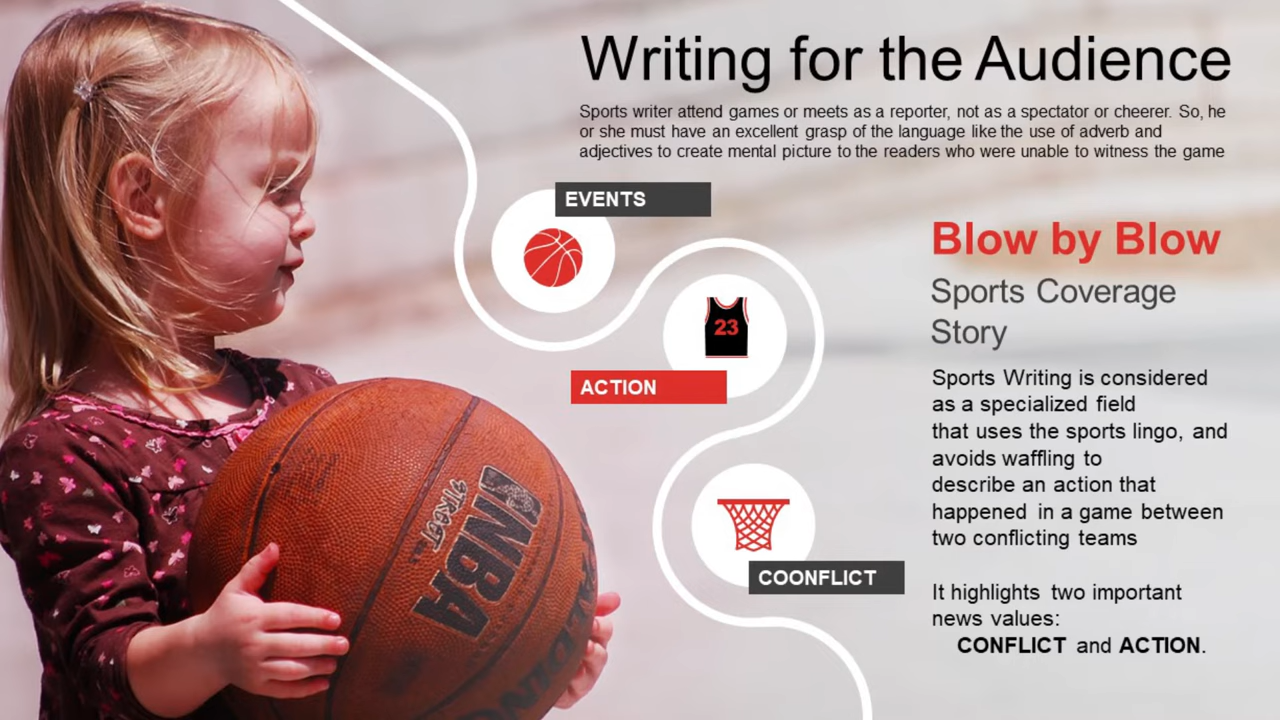 Writing for the Audience
Sports writer attend games or meets as a reporter, not as a spectator or cheerer. So, he
or she must have an excellent grasp of the language like the use of adverb and
adjectives to create mental picture to the readers who were unable to witness the game
EVENTS
23
ACTION
COONFLICT
Blow by Blow
Sports Coverage
Story
Sports Writing is considered
as a specialized field
that uses the sports lingo, and
avoids waffling to
describe an action that
happened in a game between
two conflicting teams
It highlights two important
news values:
CONFLICT and ACTION.
NBA
STREET